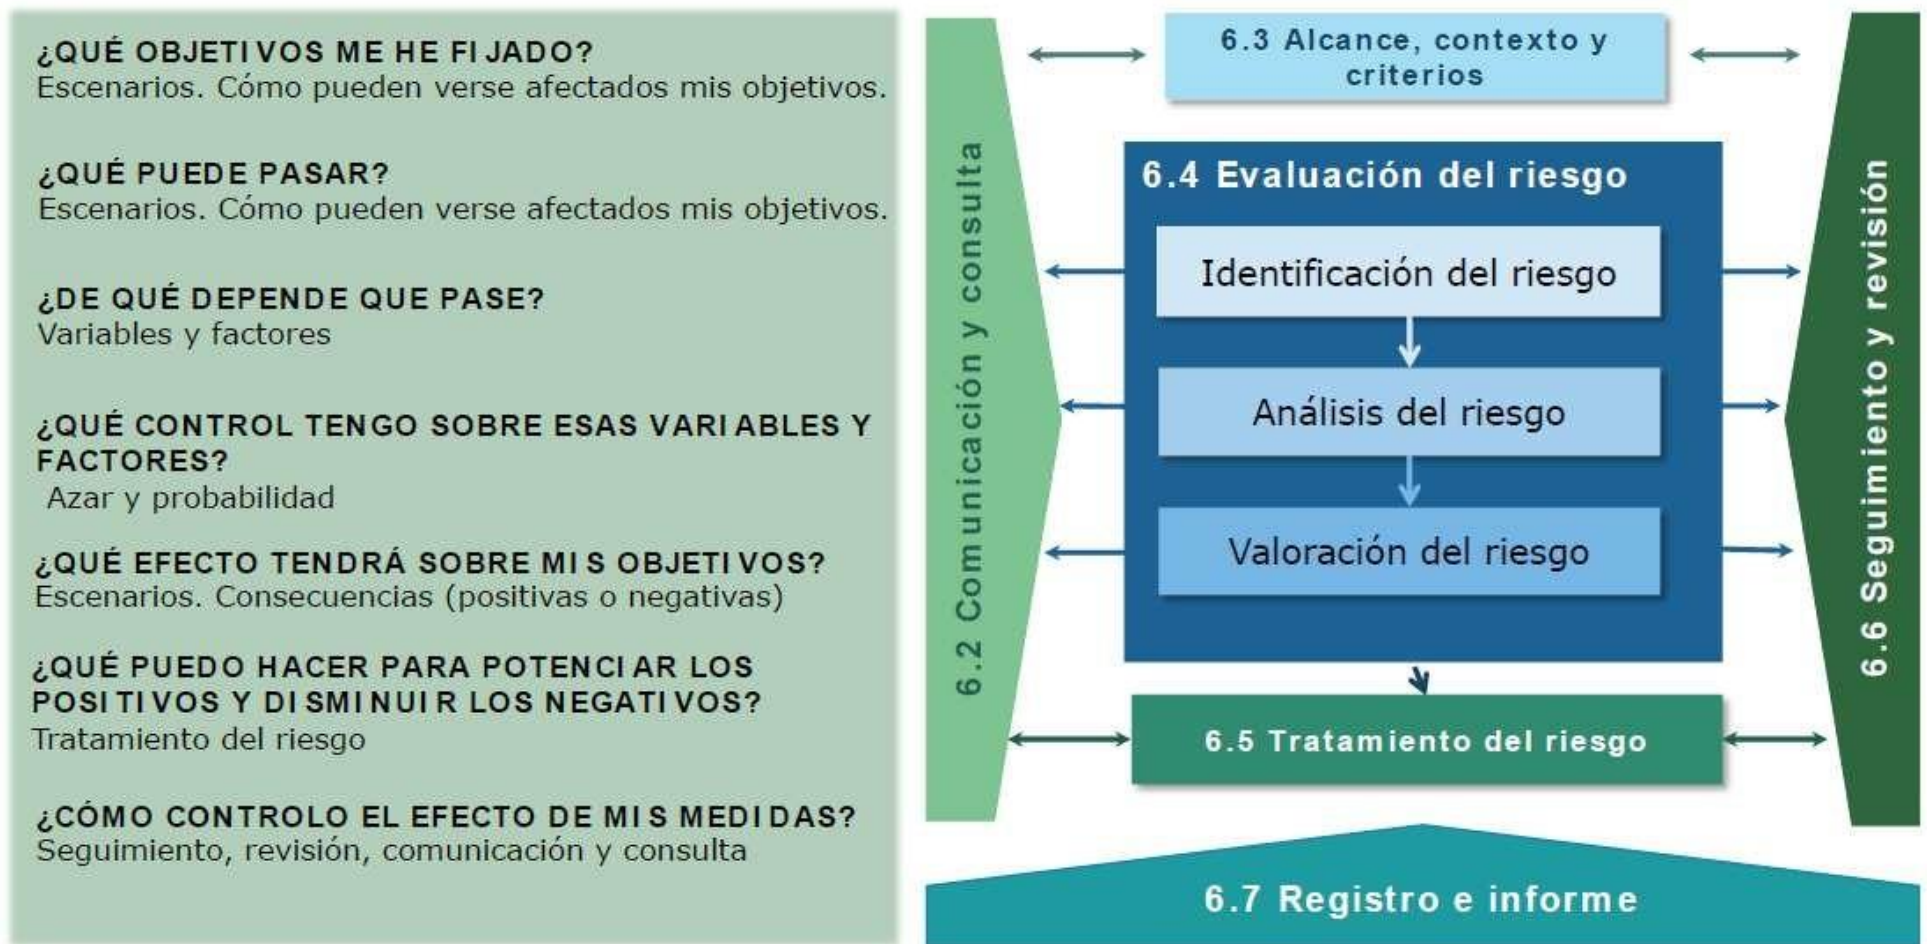 ¿QUÉ OBJETIVOS ME HE FIJADO?
Escenarios. Cómo pueden verse afectados mis objetivos.
¿QUÉ PUEDE PASAR?
Escenarios. Cómo pueden verse afectados mis objetivos.
¿DE QUÉ DEPENDE QUE PASE?
Variables y factores
¿QUÉ CONTROL TENGO SOBRE ESAS VARIABLES Y
FACTORES?
Azar y probabilidad
¿QUÉ EFECTO TENDRÁ SOBRE MIS OBJETIVOS?
Escenarios. Consecuencias (positivas o negativas)
¿QUÉ PUEDO HACER PARA POTENCIAR LOS
POSITIVOS Y DISMINUIR LOS NEGATIVOS?
Tratamiento del riesgo
¿CÓMO CONTROLO EL EFECTO DE MIS MEDIDAS?
Seguimiento, revisión, comunicación y consulta
6.2 Comunicación y consulta
6.3 Alcance, contexto y
criterios
6.4 Evaluación del riesgo
Identificación del riesgo
Análisis del riesgo
Valoración del riesgo
6.5 Tratamiento del riesgo
6.6 Seguimiento y revisión
6.7 Registro e informe